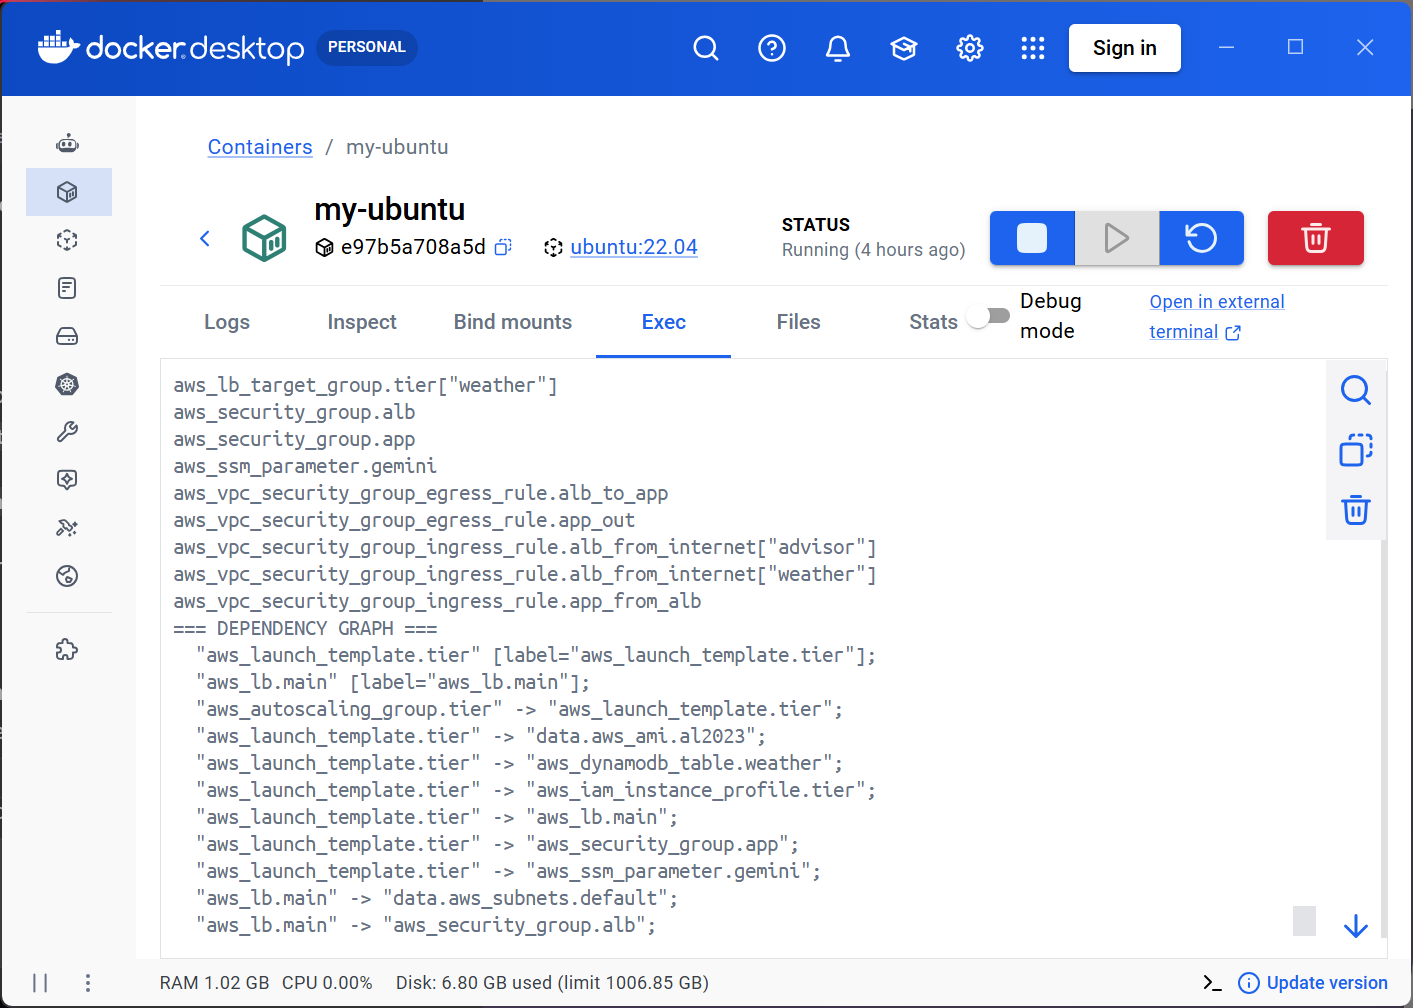 docker desktop PERSONAL Sign in
Containers / my-ubuntu
my-ubuntu
e97b5a708a5d ubuntu:22.04
STATUS
Running (4 hours ago)
Logs Inspect Bind mounts Exec Files Stats
Debug mode
Open in external terminal
aws_lb_target_group.tier["weather"]
aws_security_group.alb
aws_security_group.app
aws_ssm_parameter.gemini
aws_vpc_security_group_egress_rule.alb_to_app
aws_vpc_security_group_egress_rule.app_out
aws_vpc_security_group_ingress_rule.alb_from_internet["advisor"]
aws_vpc_security_group_ingress_rule.alb_from_internet["weather"]
aws_vpc_security_group_ingress_rule.app_from_alb
=== DEPENDENCY GRAPH ===
"aws_launch_template.tier" [label="aws_launch_template.tier"];
"aws_lb.main" [label="aws_lb.main"];
"aws_autoscaling_group.tier" -> "aws_launch_template.tier";
"aws_launch_template.tier" -> "data.aws_ami.al2023";
"aws_launch_template.tier" -> "aws_dynamodb_table.weather";
"aws_launch_template.tier" -> "aws_iam_instance_profile.tier";
"aws_launch_template.tier" -> "aws_lb.main";
"aws_launch_template.tier" -> "aws_security_group.app";
"aws_launch_template.tier" -> "aws_ssm_parameter.gemini";
"aws_lb.main" -> "data.aws_subnets.default";
"aws_lb.main" -> "aws_security_group.alb";
RAM 1.02 GB CPU 0.00% Disk: 6.80 GB used (limit 1006.85 GB) Update version